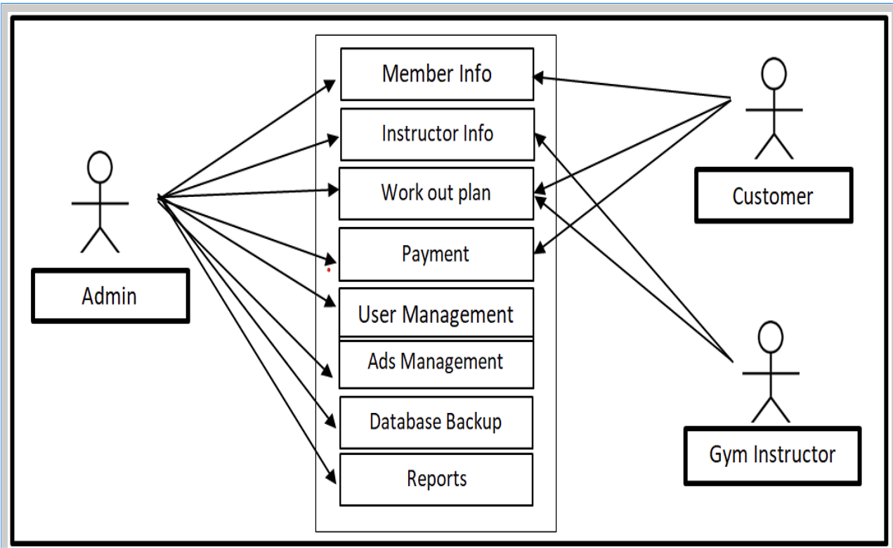 Member Info
Instructor Info
Work out plan
Payment
User Management
Ads Management
Database Backup
Reports
Admin
Customer
Gym Instructor